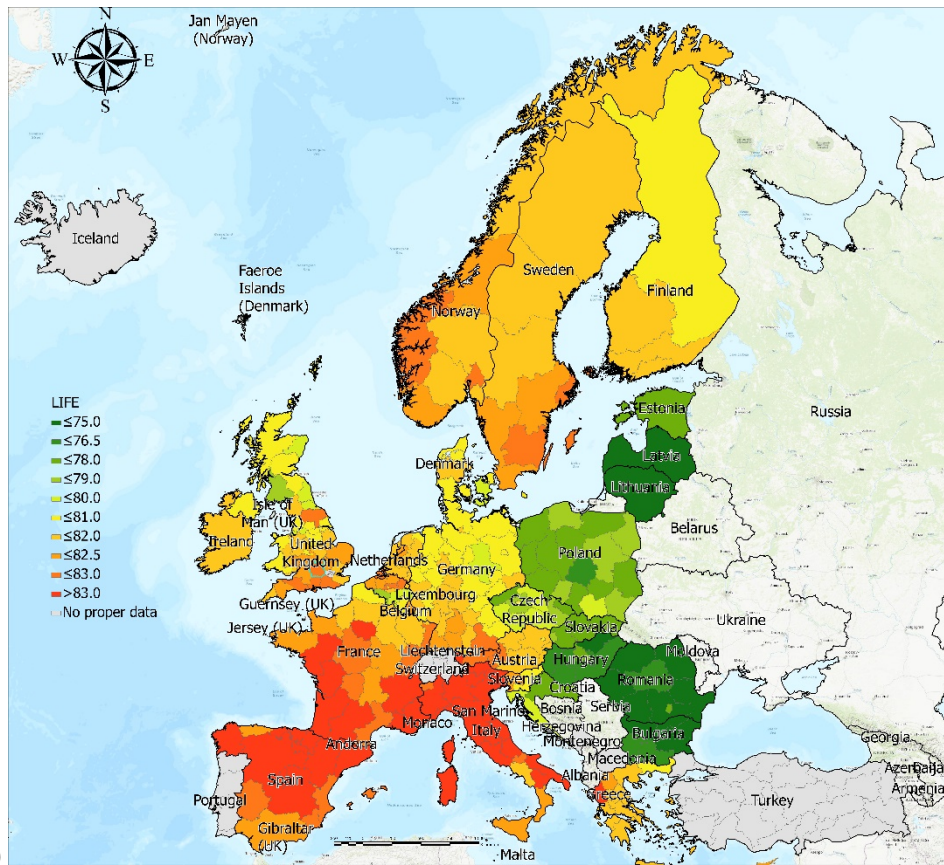 Jan Mayen
(Norway)
N
W
E
S
Iceland
Faeroe
Islands
(Denmark)
Sweden
Norway
Finland
LIFE
≤75.0
≤76.5
≤78.0
≤79.0
≤80.0
≤81.0
≤82.0
≤82.5
≤83.0
>83.0
No proper data
Estonia
Russia
Latvia
Denmark
Lithuania
Isle of
Man (UK)
Belarus
Ireland
United
Kingdom
Netherlands
Poland
Germany
Guernsey (UK)
Luxembourg
Belgium
Czech
Republic
Jersey (UK)
Slovakia
Ukraine
France
Liechtenstein
Switzerland
Austria
Hungary
Moldova
Slovenia
Romania
Croatia
San Marino
Bosnia
Herzegovina
Serbia
Monaco
Italy
Bulgaria
Andorra
Montenegro
Georgia
Macedonia
Azerbaijan
Spain
Albania
Armenia
Portugal
Greece
Turkey
Gibraltar
(UK)
Malta